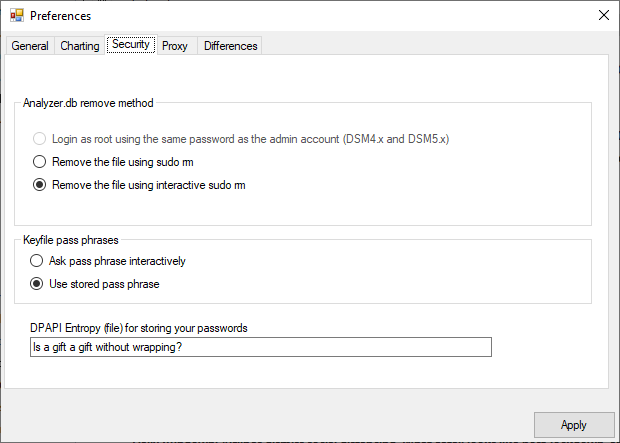 Preferences
General Charting Security Proxy Differences
Analyzer.db remove method
Login as root using the same password as the admin account (DSM4.x and DSM5.x)
Remove the file using sudo rm
Remove the file using interactive sudo rm
Keyfile pass phrases
Ask pass phrase interactively
Use stored pass phrase
DPAPI Entropy (file) for storing your passwords
Is a gift a gift without wrapping?
Apply